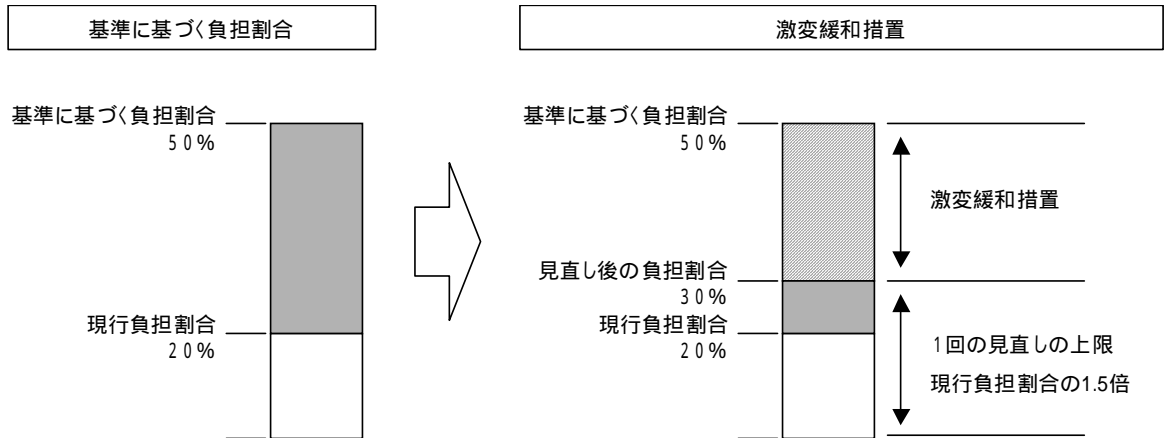 基準に基づく負担割合
基準に基づく負担割合
50%
現行負担割合
20%
激変緩和措置
基準に基づく負担割合
50%
見直し後の負担割合
30%
現行負担割合
20%
激変緩和措置
1回の見直しの上限
現行負担割合の1.5倍